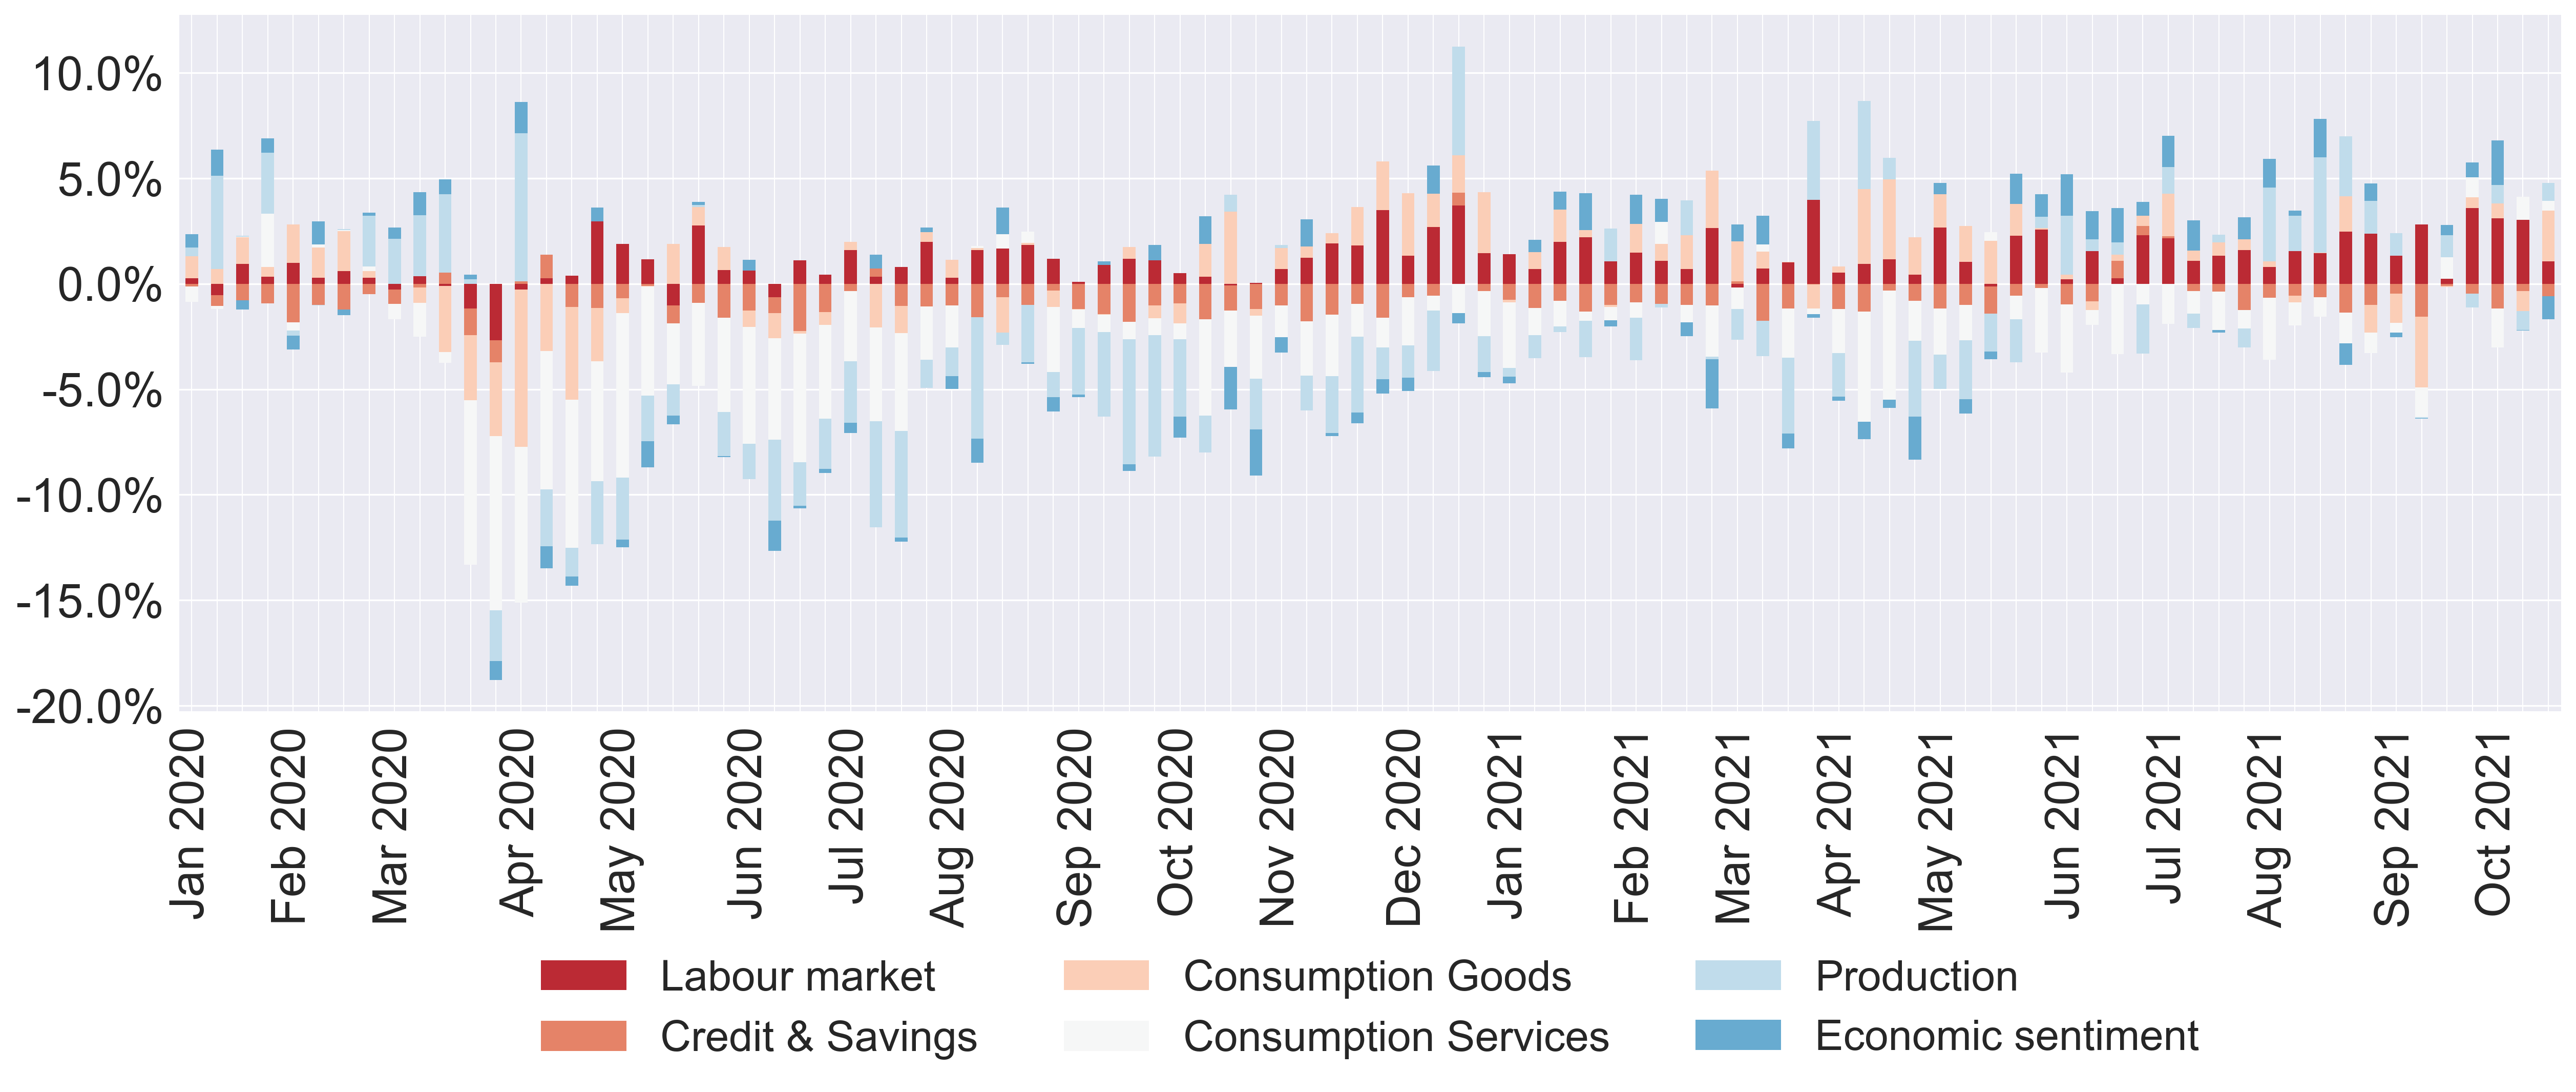 10.0%
5.0%
0.0%
-5.0%
-10.0%
-15.0%
-20.0%
Jan 2020
Feb 2020
Mar 2020
Apr 2020
May 2020
Jun 2020
Jul 2020
Aug 2020
Sep 2020
Oct 2020
Nov 2020
Dec 2020
Jan 2021
Feb 2021
Mar 2021
Apr 2021
May 2021
Jun 2021
Jul 2021
Aug 2021
Sep 2021
Oct 2021
Labour market
Consumption Goods
Production
Credit & Savings
Consumption Services
Economic sentiment